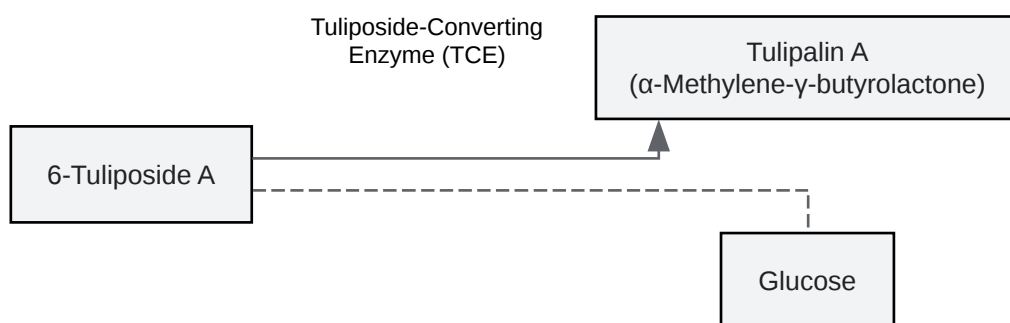 Tuliposide-Converting
Enzyme (TCE)
Tulipalin A
(α-Methylene-γ-butyrolactone)
6-Tuliposide A
Glucose